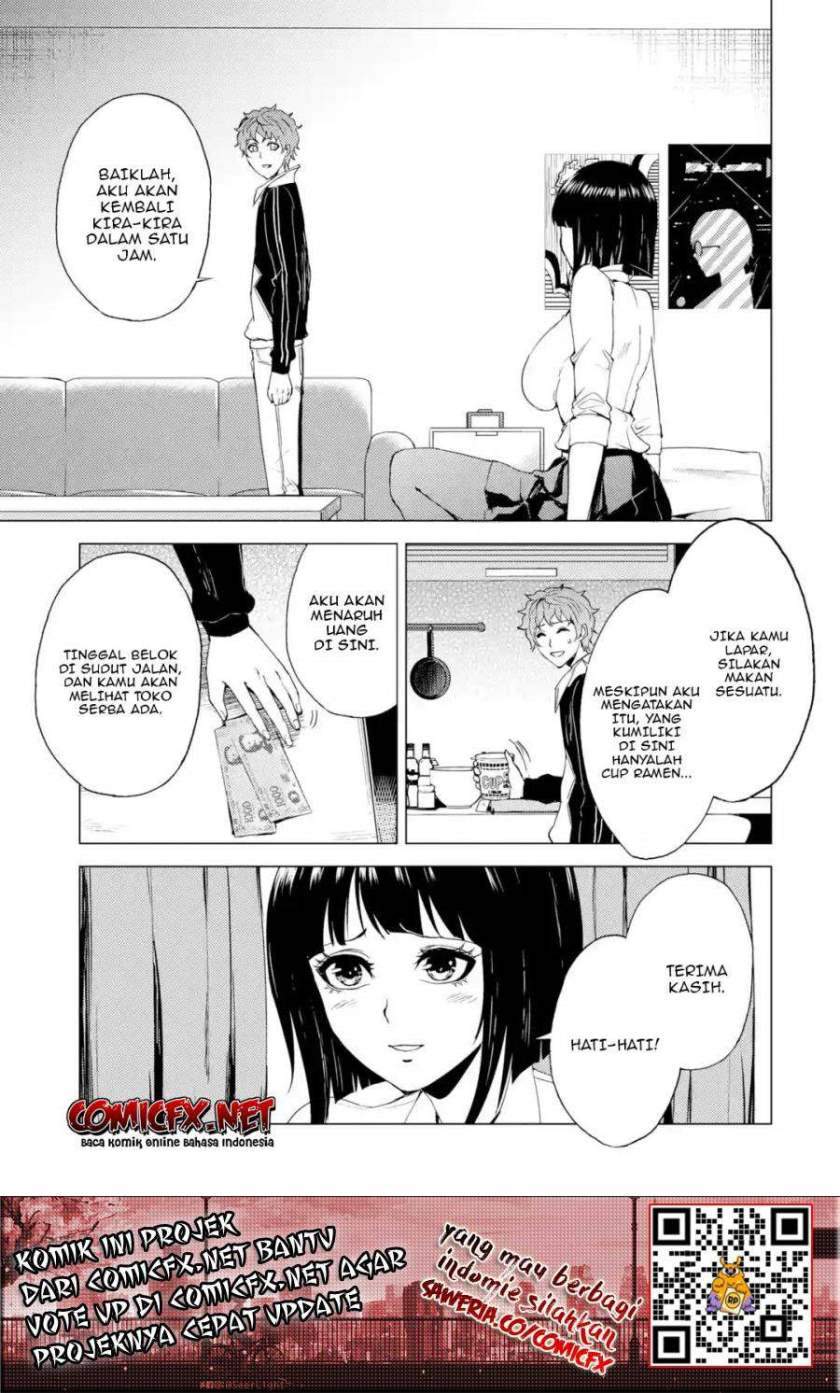 BAIKLAH,
AKU AKAN
KEMBALI
KIRA-KIRA
DALAM SATU
JAM.
JIKA KAMU
LAPAR,
SILAKAN
MAKAN
SESUATU.
MESKIPUN AKU
MENGATAKAN
ITU, YANG
KUMILIKI
DI SINI
HANYALAH
CUP RAMEN...
CUP
AKU AKAN
MENARUH
UANG
DI SINI.
TINGGAL BELOK
DI SUDUT JALAN,
DAN KAMU AKAN
MELIHAT TOKO
SERBA ADA.
1000
1000
TERIMA
KASIH.
HATI-HATI!
COMICFX.NET
Baca Komik Online Bahasa Indonesia
KOMIK INI PROJEK
DARI COMICFX.NET BANTU
VOTE UP DI COMICFX.NET AGAR
PROJEKNYA CEPAT UPDATE
yang mau berbagi
indomie silahkan
SAWERIA.CO/COMICFX
RP